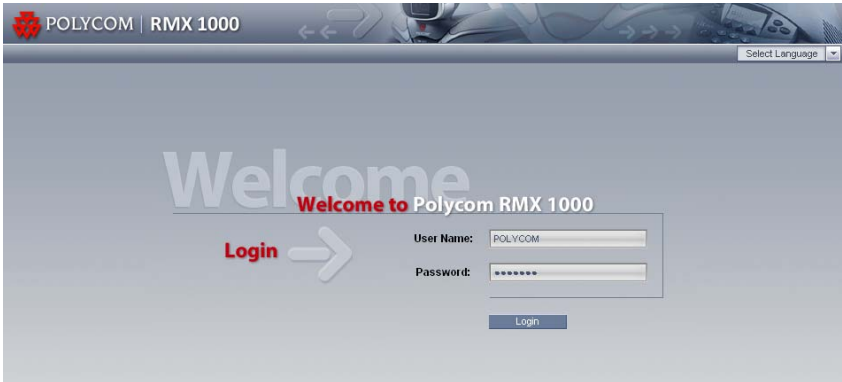 POLYCOM | RMX 1000
Select Language
Welcome
Welcome to Polycom RMX 1000
User Name: POLYCOM
Login
Password: •••••••
Login